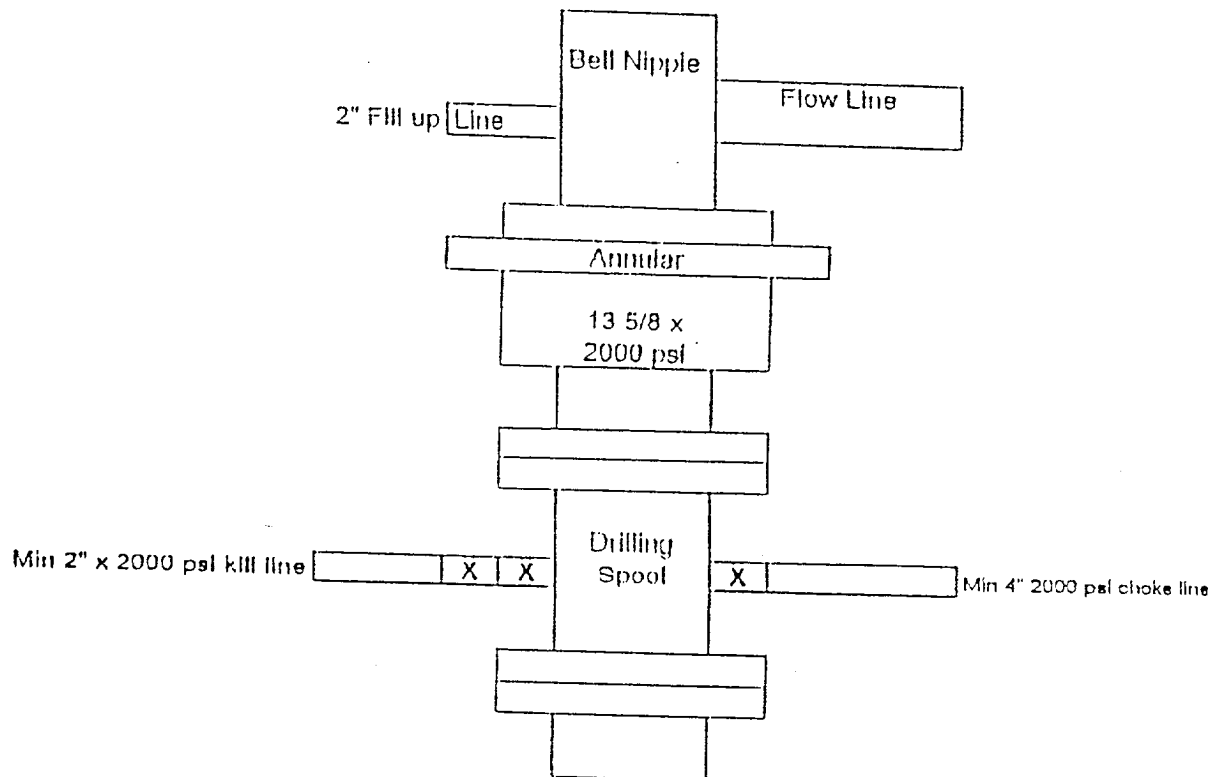 Bell Nipple
Flow Line
2" Fill up Line
Annular
13 5/8 x
2000 psi
Drilling
Spool
Min 2" x 2000 psi kill line
X X
X
Min 4" 2000 psi choke line